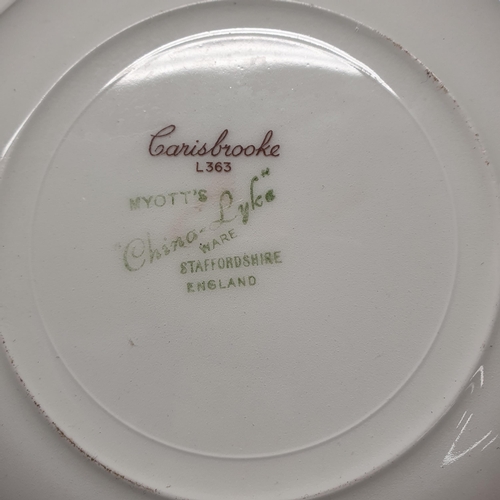 Carisbrooke
L363
MYOTT'S
"China-Lyke"
WARE
STAFFORDSHIRE
ENGLAND